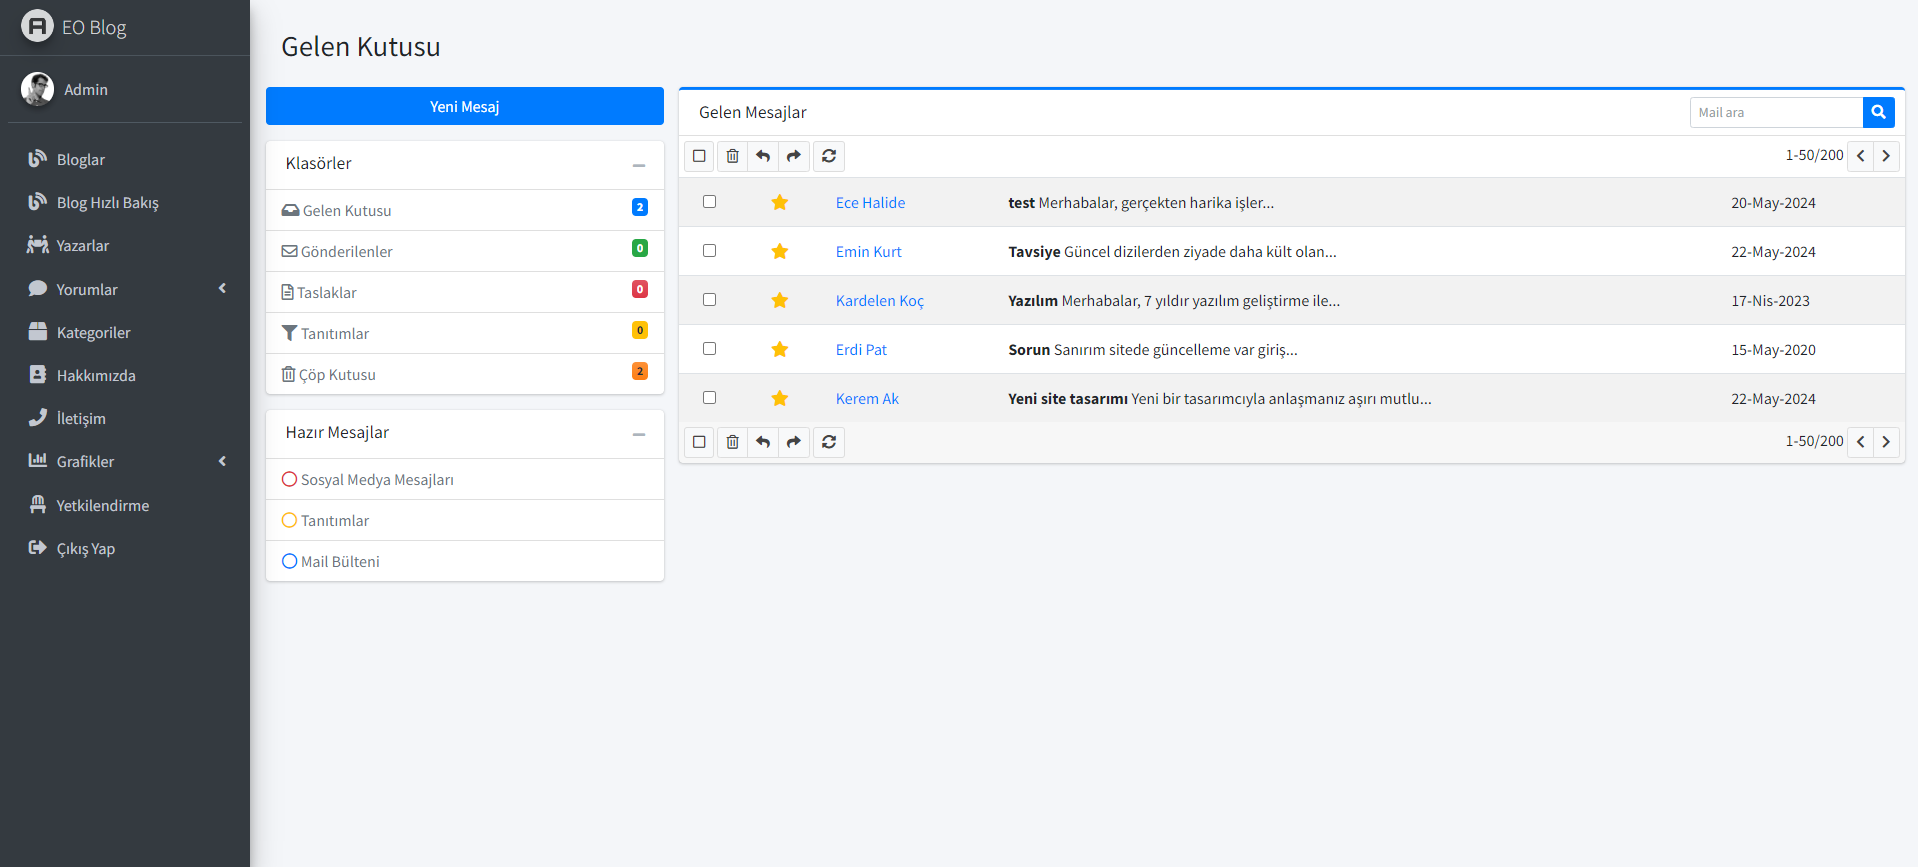 EO Blog
Admin
Bloglar
Blog Hızlı Bakış
Yazarlar
Yorumlar
Kategoriler
Hakkımızda
İletişim
Grafikler
Yetkilendirme
Çıkış Yap
Gelen Kutusu
Yeni Mesaj
Klasörler
Gelen Kutusu 2
Gönderilenler 0
Taslaklar 0
Tanıtımlar 0
Çöp Kutusu 2
Hazır Mesajlar
Sosyal Medya Mesajları
Tanıtımlar
Mail Bülteni
Gelen Mesajlar
Mail ara
1-50/200
Ece Halide test Merhabalar, gerçekten harika işler... 20-May-2024
Emin Kurt Tavsiye Güncel dizilerden ziyade daha kült olan... 22-May-2024
Kardelen Koç Yazılım Merhabalar, 7 yıldır yazılım geliştirme ile... 17-Nis-2023
Erdi Pat Sorun Sanırım sitede güncelleme var giriş... 15-May-2020
Kerem Ak Yeni site tasarımı Yeni bir tasarımcıyla anlaşmanız aşırı mutlu... 22-May-2024
1-50/200